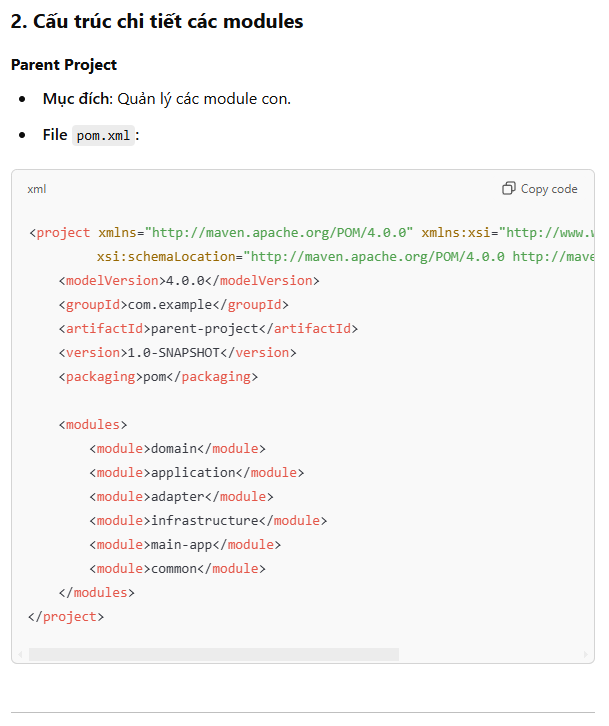 2. Cấu trúc chi tiết các modules
Parent Project
• Mục đích: Quản lý các module con.
• File pom.xml:
xml Copy code
<project xmlns="http://maven.apache.org/POM/4.0.0" xmlns:xsi="http://www.
xsi:schemaLocation="http://maven.apache.org/POM/4.0.0 http://mave
<modelVersion>4.0.0</modelVersion>
<groupId>com.example</groupId>
<artifactId>parent-project</artifactId>
<version>1.0-SNAPSHOT</version>
<packaging>pom</packaging>
<modules>
<module>domain</module>
<module>application</module>
<module>adapter</module>
<module>infrastructure</module>
<module>main-app</module>
<module>common</module>
</modules>
</project>